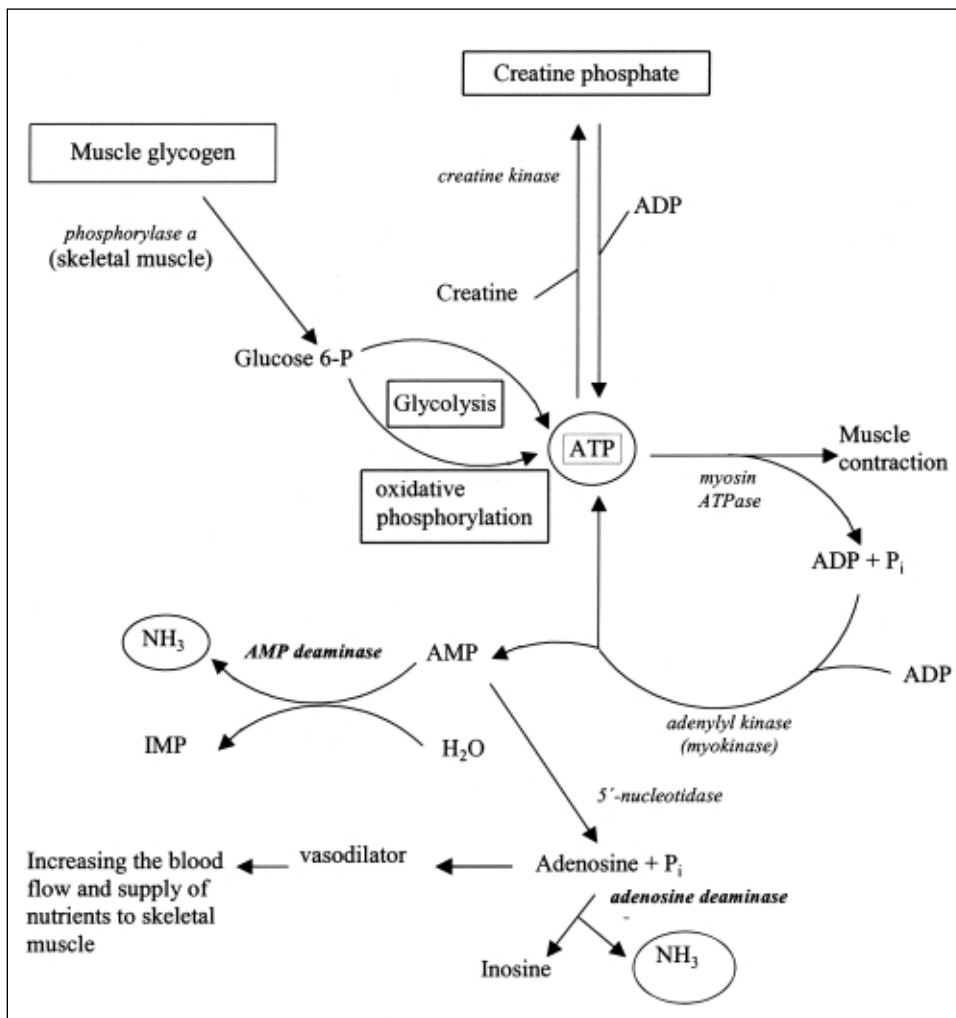 Creatine phosphate
Muscle glycogen
creatine kinase
ADP
phosphorylase a
(skeletal muscle)
Creatine
Glucose 6-P
Glycolysis
ATP
Muscle
contraction
myosin
ATPase
oxidative
phosphorylation
ADP + Pi
NH3
AMP deaminase
AMP
ADP
adenylyl kinase
(myokinase)
IMP
H2O
5´-nucleotidase
Increasing the blood
flow and supply of
nutrients to skeletal
muscle
vasodilator
Adenosine + Pi
adenosine deaminase
Inosine
NH3